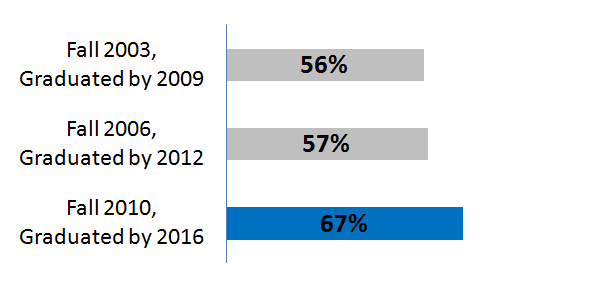 Fall 2003,
Graduated by 2009
56%
Fall 2006,
Graduated by 2012
57%
Fall 2010,
Graduated by 2016
67%